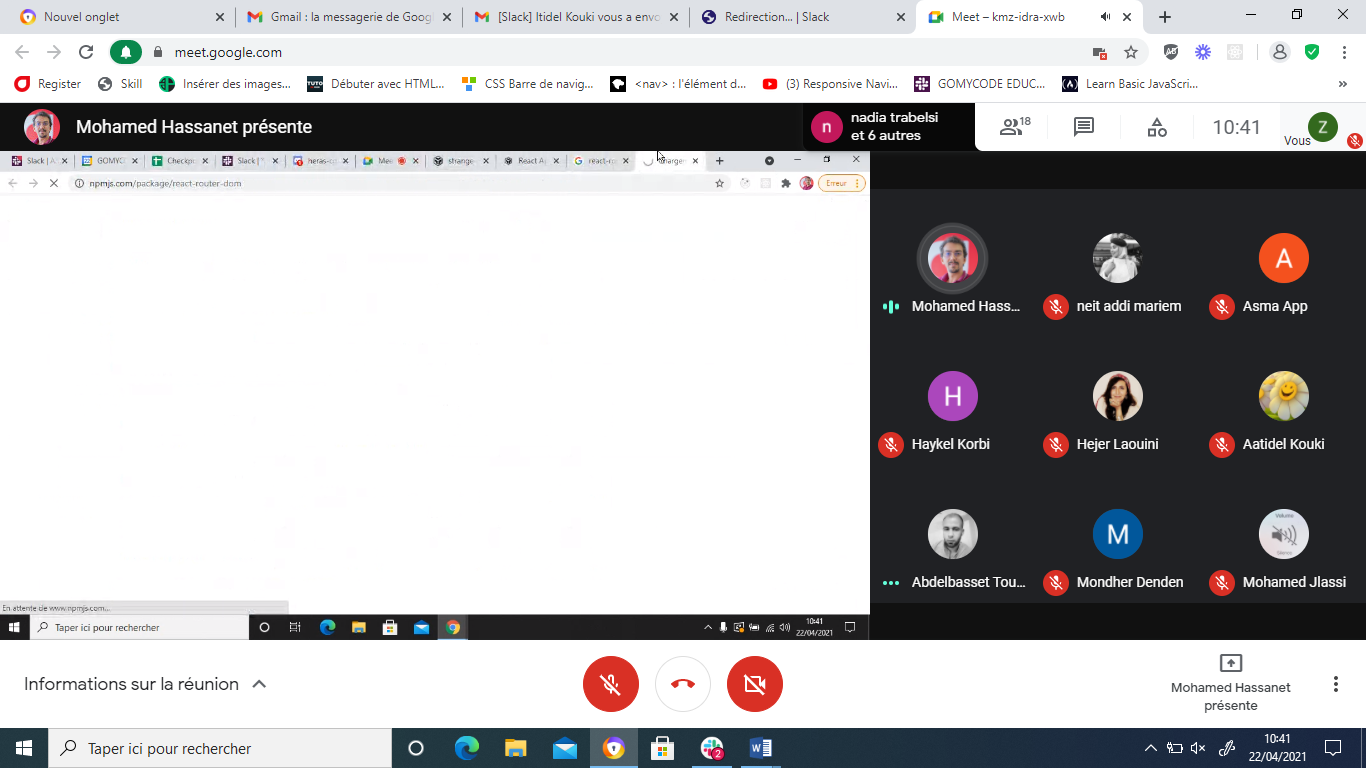 Nouvel onglet
Gmail : la messagerie de Goog
[Slack] Itidel Kouki vous a envo
Redirection... | Slack
Meet – kmz-idra-xwb
meet.google.com
Register
Skill
Insérer des images...
Débuter avec HTML...
CSS Barre de navig...
<nav> : l'élément d...
(3) Responsive Navi...
GOMYCODE EDUC...
Learn Basic JavaScri...
»
Mohamed Hassanet présente
n
nadia trabelsi
et 6 autres
18
10:41
Vous
Z
GOMYC
Checkp
React A
npmjs.com/package/react-router-dom
Erreur
En attente de www.npmjs.com...
Taper ici pour rechercher
10:41
22/04/2021
Mohamed Hass...
neit addi mariem
A
Asma App
H
Haykel Korbi
Hejer Laouini
Aatidel Kouki
Abdelbasset Tou...
M
Mondher Denden
Mohamed Jlassi
Informations sur la réunion
Mohamed Hassanet
présente
Taper ici pour rechercher
2
10:41
22/04/2021